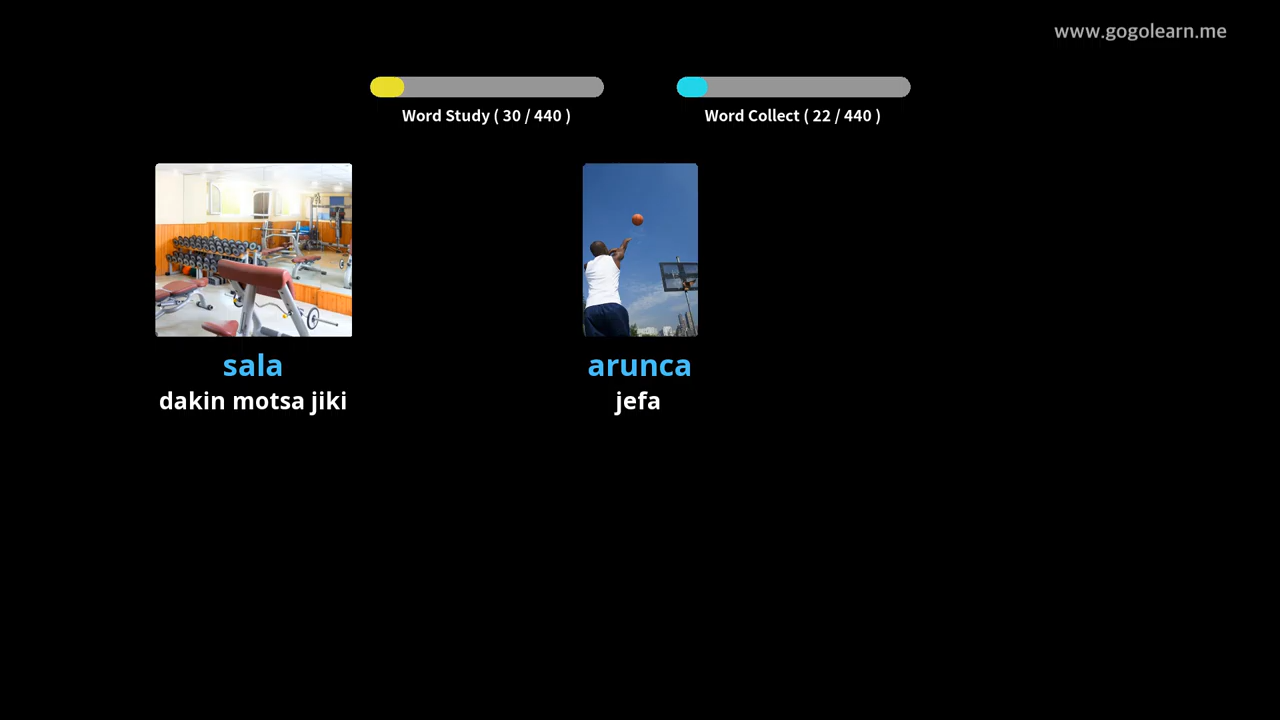 www.gogolearn.me
Word Study ( 30 / 440 )
Word Collect ( 22 / 440 )
sala
dakin motsa jiki
arunca
jefa